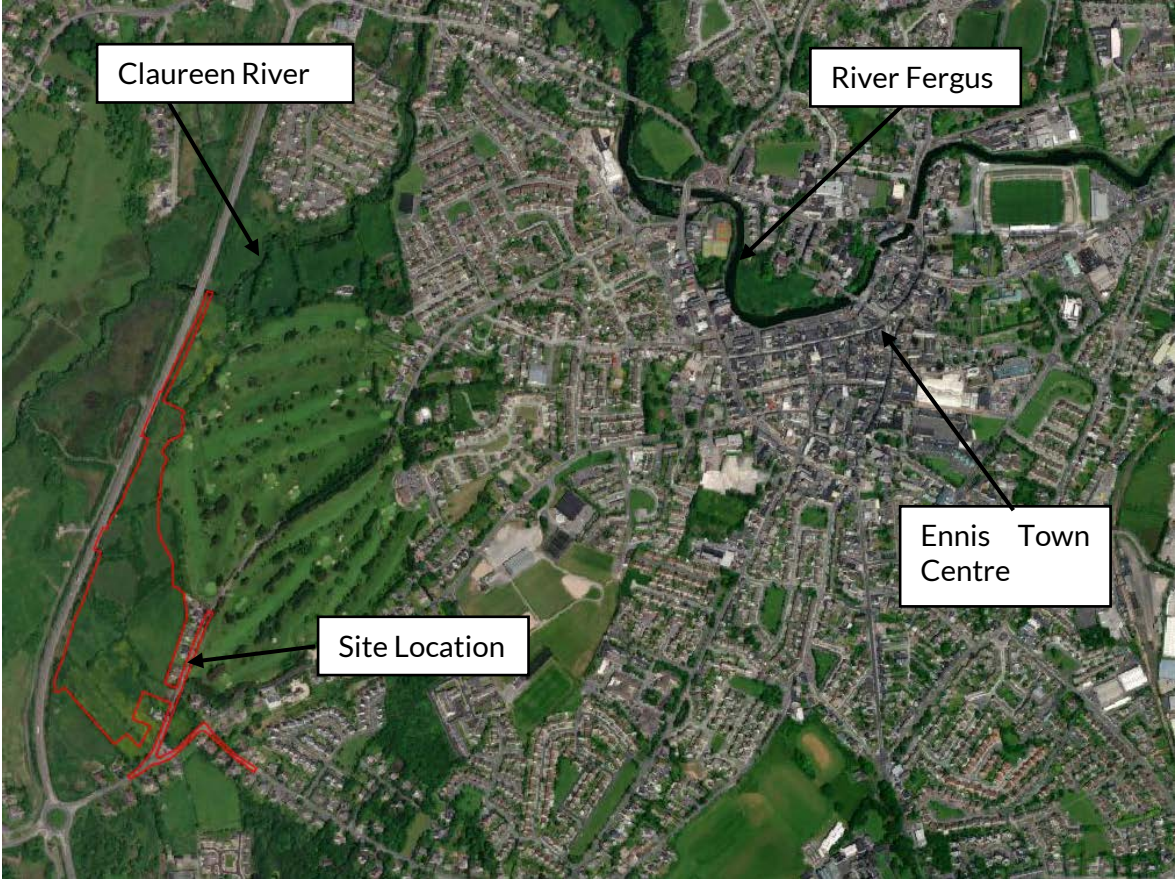 Claureen River
River Fergus
Ennis Town
Centre
Site Location